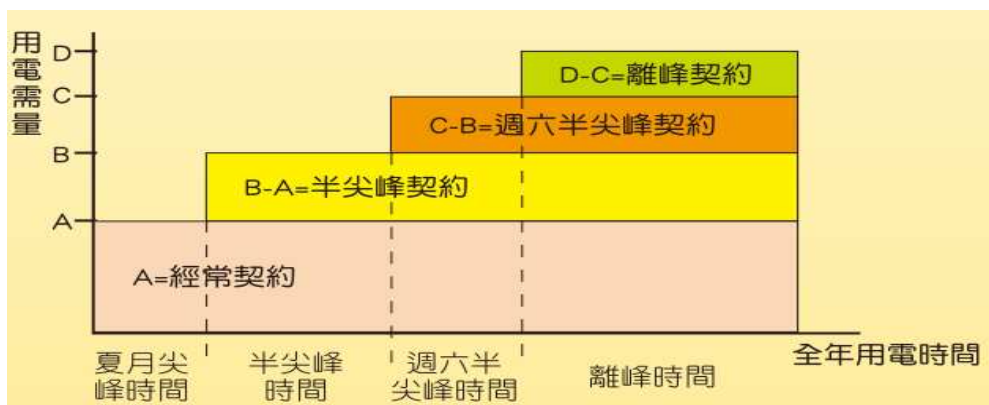 用電需量
D
C
B
A
D-C=離峰契約
C-B=週六半尖峰契約
B-A=半尖峰契約
A=經常契約
夏月尖
峰時間
半尖峰
時間
週六半
尖峰時間
離峰時間
全年用電時間